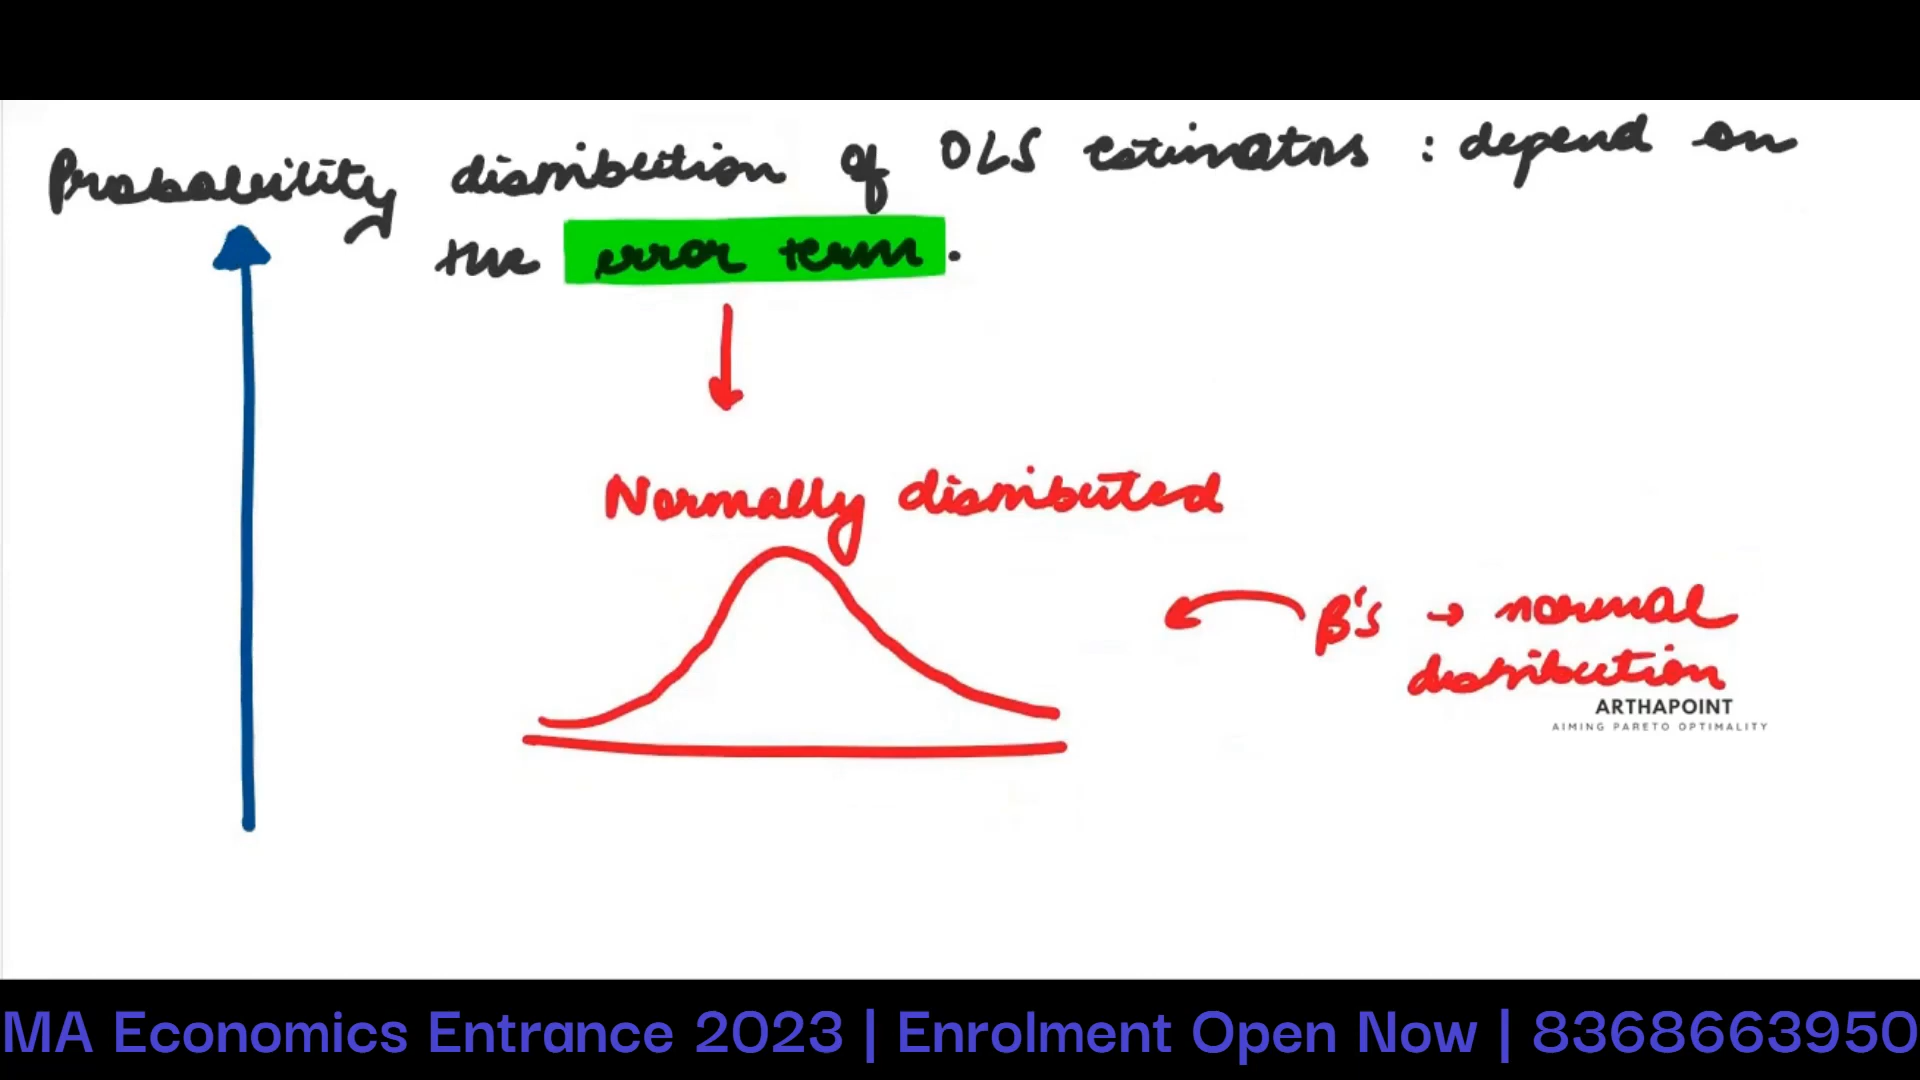 Probability distribution of OLS estimators : depend on
the error term.
Normally distributed
β's → normal
distribution
ARTHAPOINT
AIMING PARETO OPTIMALITY
MA Economics Entrance 2023 | Enrolment Open Now | 8368663950